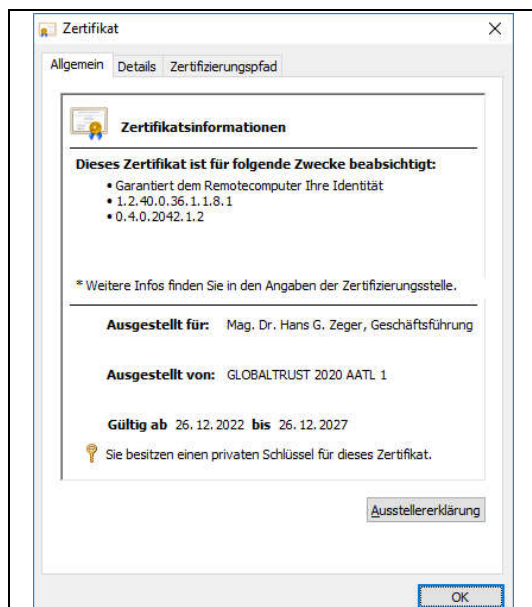 Zertifikat
Allgemein Details Zertifizierungspfad
Zertifikatsinformationen
Dieses Zertifikat ist für folgende Zwecke beabsichtigt:
• Garantiert dem Remotecomputer Ihre Identität
• 1.2.40.0.36.1.1.8.1
• 0.4.0.2042.1.2
* Weitere Infos finden Sie in den Angaben der Zertifizierungsstelle.
Ausgestellt für: Mag. Dr. Hans G. Zeger, Geschäftsführung
Ausgestellt von: GLOBALTRUST 2020 AATL 1
Gültig ab 26.12.2022 bis 26.12.2027
Sie besitzen einen privaten Schlüssel für dieses Zertifikat.
Ausstellererklärung
OK